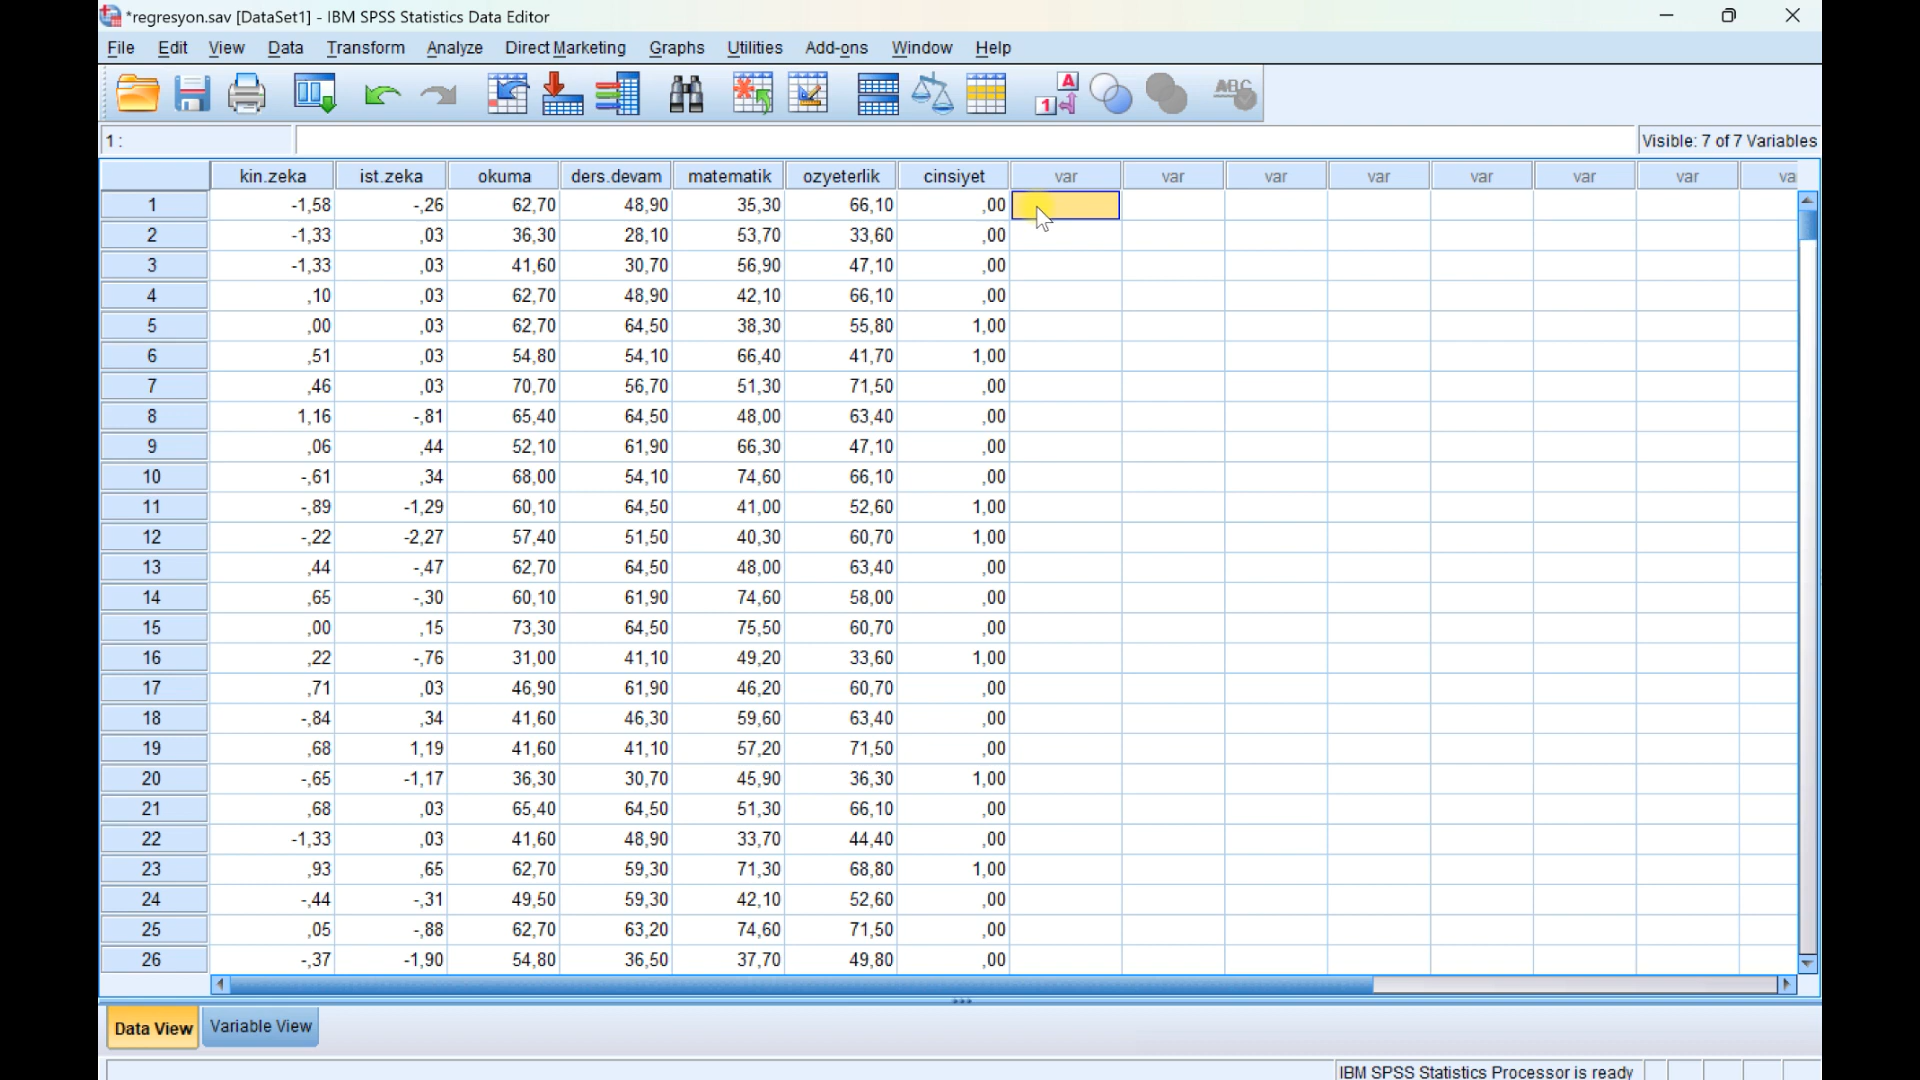 *regresyon.sav [DataSet1] - IBM SPSS Statistics Data Editor
File Edit View Data Transform Analyze Direct Marketing Graphs Utilities Add-ons Window Help
1 A ABC
1 : Visible: 7 of 7 Variables
kin.zeka ist.zeka okuma ders.devam matematik ozyeterlik cinsiyet var var var var var var var va
1 -1,58 -,26 62,70 48,90 35,30 66,10 ,00
2 -1,33 ,03 36,30 28,10 53,70 33,60 ,00
3 -1,33 ,03 41,60 30,70 56,90 47,10 ,00
4 ,10 ,03 62,70 48,90 42,10 66,10 ,00
5 ,00 ,03 62,70 64,50 38,30 55,80 1,00
6 ,51 ,03 54,80 54,10 66,40 41,70 1,00
7 ,46 ,03 70,70 56,70 51,30 71,50 ,00
8 1,16 -,81 65,40 64,50 48,00 63,40 ,00
9 ,06 ,44 52,10 61,90 66,30 47,10 ,00
10 -,61 ,34 68,00 54,10 74,60 66,10 ,00
11 -,89 -1,29 60,10 64,50 41,00 52,60 1,00
12 -,22 -2,27 57,40 51,50 40,30 60,70 1,00
13 ,44 -,47 62,70 64,50 48,00 63,40 ,00
14 ,65 -,30 60,10 61,90 74,60 58,00 ,00
15 ,00 ,15 73,30 64,50 75,50 60,70 ,00
16 ,22 -,76 31,00 41,10 49,20 33,60 1,00
17 ,71 ,03 46,90 61,90 46,20 60,70 ,00
18 -,84 ,34 41,60 46,30 59,60 63,40 ,00
19 ,68 1,19 41,60 41,10 57,20 71,50 ,00
20 -,65 -1,17 36,30 30,70 45,90 36,30 1,00
21 ,68 ,03 65,40 64,50 51,30 66,10 ,00
22 -1,33 ,03 41,60 48,90 33,70 44,40 ,00
23 ,93 ,65 62,70 59,30 71,30 68,80 1,00
24 -,44 -,31 49,50 59,30 42,10 52,60 ,00
25 ,05 -,88 62,70 63,20 74,60 71,50 ,00
26 -,37 -1,90 54,80 36,50 37,70 49,80 ,00
Data View Variable View
IBM SPSS Statistics Processor is ready